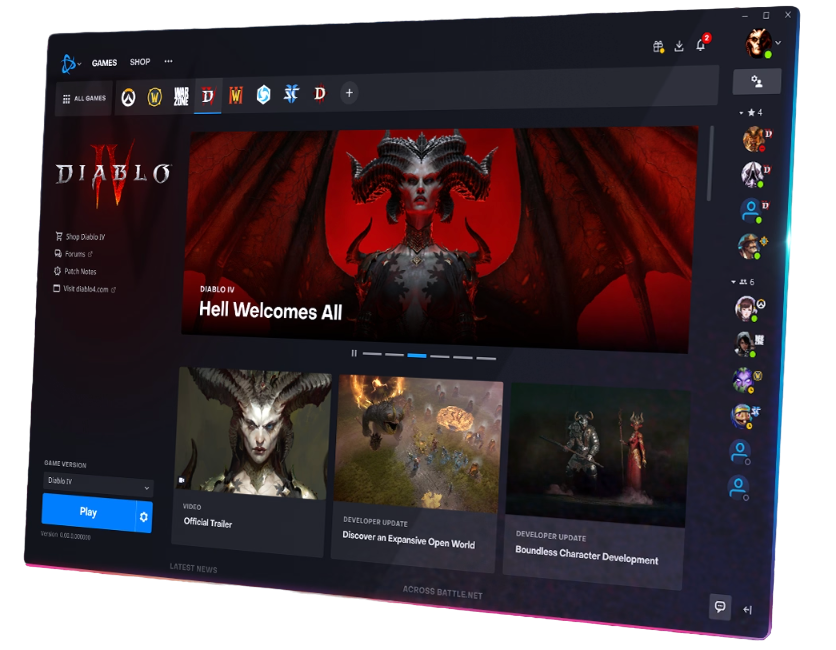 GAMES
SHOP
2
ALL GAMES
WAR
ZONE
4
DIABLO
IV
Shop Diablo IV
Forums
Patch Notes
Visit diablo4.com
DIABLO IV
Hell Welcomes All
6
GAME VERSION
Diablo IV
Play
VIDEO
Official Trailer
DEVELOPER UPDATE
Discover an Expansive Open World
DEVELOPER UPDATE
Boundless Character Development
LATEST NEWS
ACROSS BATTLE.NET